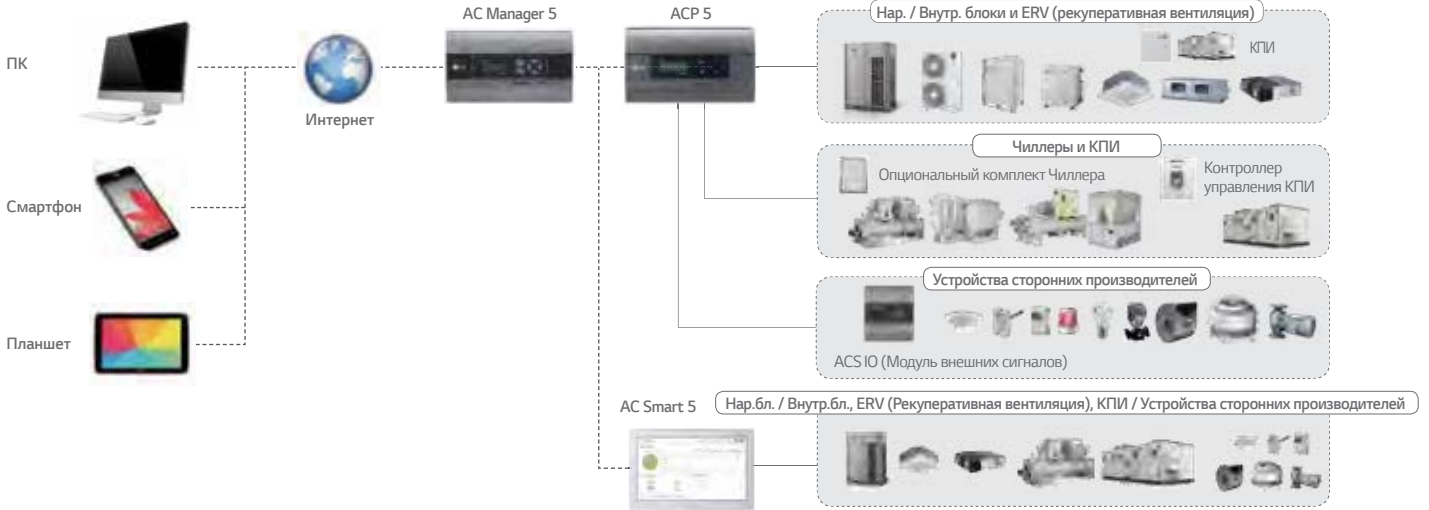 AC Manager 5
ACP 5
Нар. / Внутр. блоки и ERV (рекуперативная вентиляция)
КПИ
ПК
Интернет
Чиллеры и КПИ
Опциональный комплект Чиллера
Контроллер
управления КПИ
Смартфон
Устройства сторонних производителей
Планшет
ACS IO (Модуль внешних сигналов)
AC Smart 5
Нар.бл. / Внутр.бл., ERV (Рекуперативная вентиляция), КПИ / Устройства сторонних производителей